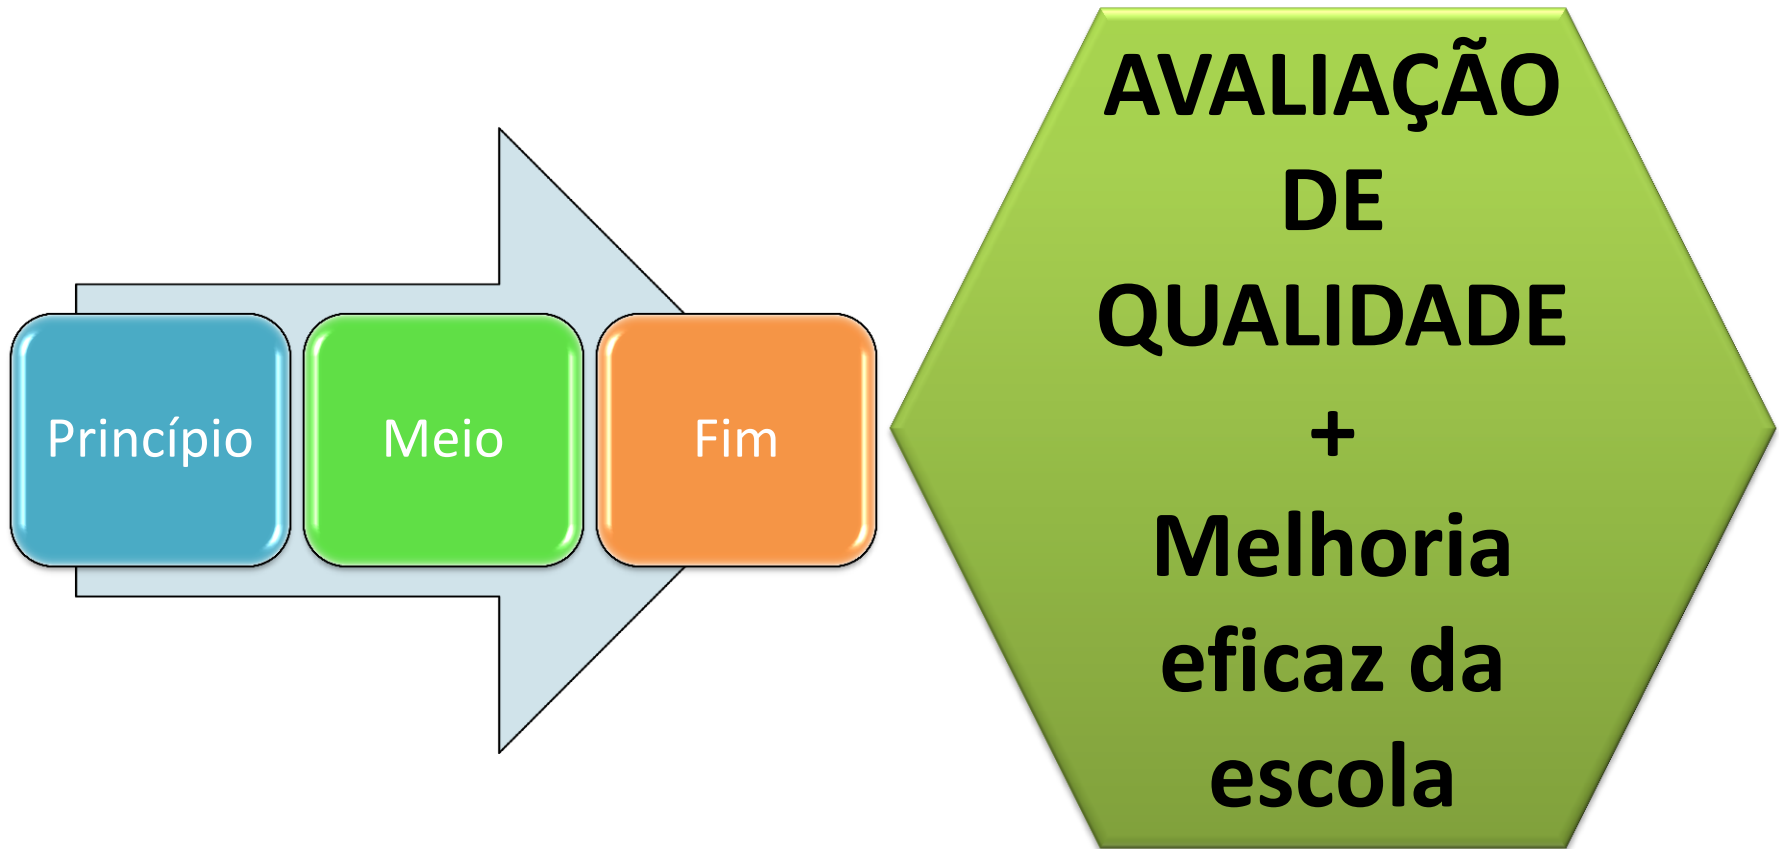 Princípio
Meio
Fim
AVALIAÇÃO
DE
QUALIDADE
+
Melhoria
eficaz da
escola